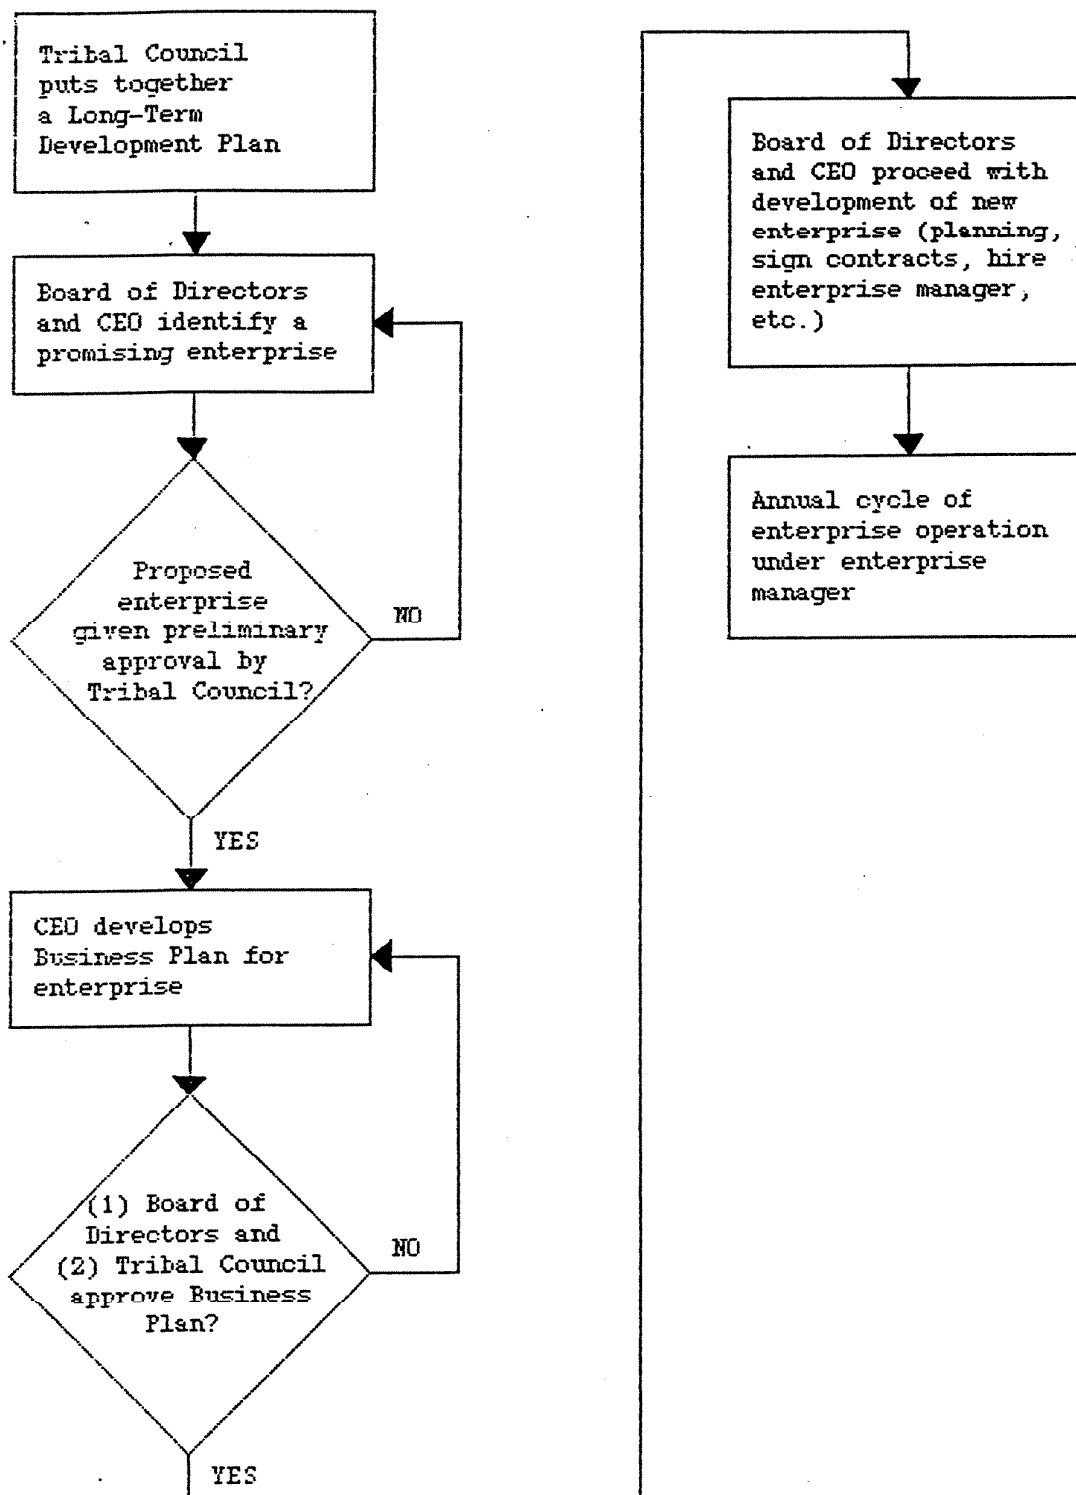 Tribal Council
puts together
a Long-Term
Development Plan
Board of Directors
and CEO identify a
promising enterprise
Proposed
enterprise
given preliminary
approval by
Tribal Council?
NO
YES
CEO develops
Business Plan for
enterprise
(1) Board of
Directors and
(2) Tribal Council
approve Business
Plan?
NO
YES
Board of Directors
and CEO proceed with
development of new
enterprise (planning,
sign contracts, hire
enterprise manager,
etc.)
Annual cycle of
enterprise operation
under enterprise
manager